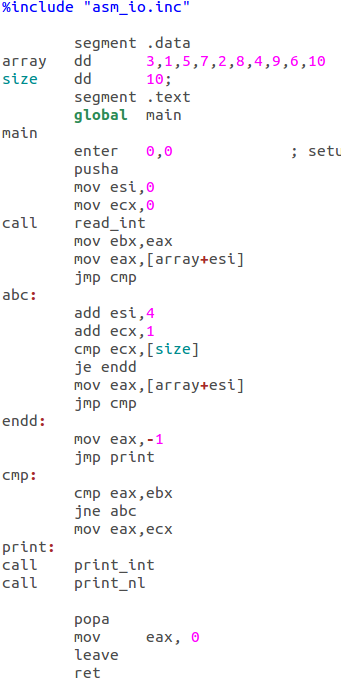 %include "asm_io.inc"
segment .data
array dd 3,1,5,7,2,8,4,9,6,10
size dd 10;
segment .text
global main
main
enter 0,0 ; setu
pusha
mov esi,0
mov ecx,0
call read_int
mov ebx,eax
mov eax,[array+esi]
jmp cmp
abc:
add esi,4
add ecx,1
cmp ecx,[size]
je endd
mov eax,[array+esi]
jmp cmp
endd:
mov eax,-1
jmp print
cmp:
cmp eax,ebx
jne abc
mov eax,ecx
print:
call print_int
call print_nl
popa
mov eax, 0
leave
ret